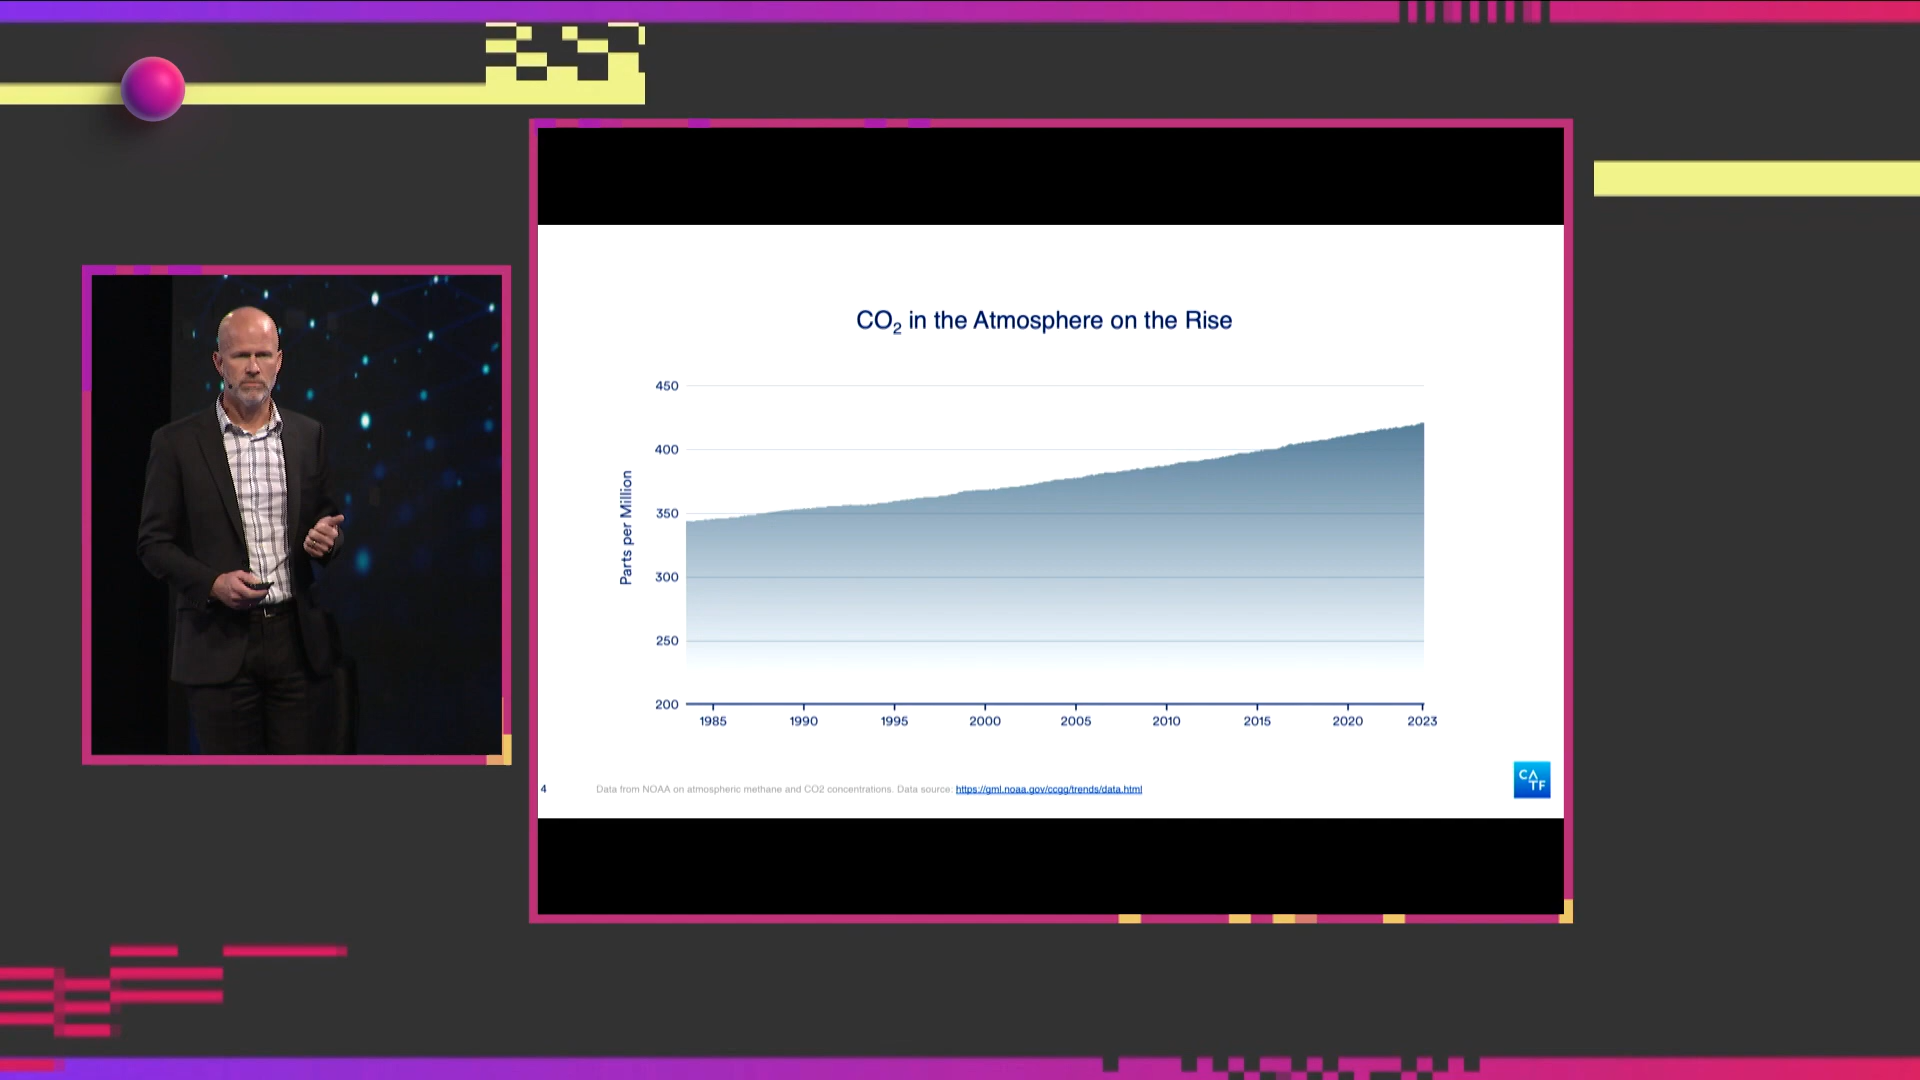 CO₂ in the Atmosphere on the Rise
450
400
350
300
250
200
Parts per Million
1985 1990 1995 2000 2005 2010 2015 2020 2023
4 Data from NOAA on atmospheric methane and CO2 concentrations. Data source: https://gml.noaa.gov/ccgg/trends/data.html
CA
TF